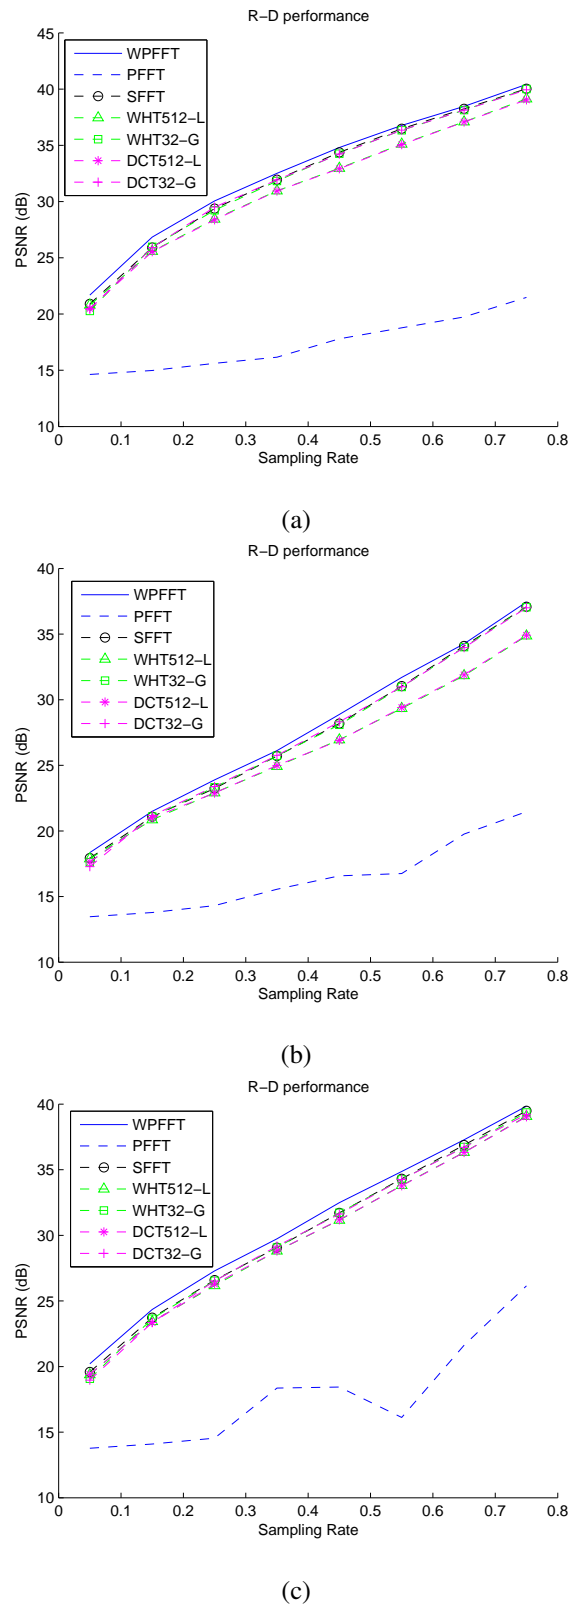 R–D performance
45
40
35
30
25
20
15
10
PSNR (dB)
WPFFT
PFFT
SFFT
WHT512–L
WHT32–G
DCT512–L
DCT32–G
0 0.1 0.2 0.3 0.4 0.5 0.6 0.7 0.8
Sampling Rate
(a)
R–D performance
40
35
30
25
20
15
10
PSNR (dB)
WPFFT
PFFT
SFFT
WHT512–L
WHT32–G
DCT512–L
DCT32–G
0 0.1 0.2 0.3 0.4 0.5 0.6 0.7 0.8
Sampling Rate
(b)
R–D performance
40
35
30
25
20
15
10
PSNR (dB)
WPFFT
PFFT
SFFT
WHT512–L
WHT32–G
DCT512–L
DCT32–G
0 0.1 0.2 0.3 0.4 0.5 0.6 0.7 0.8
Sampling Rate
(c)